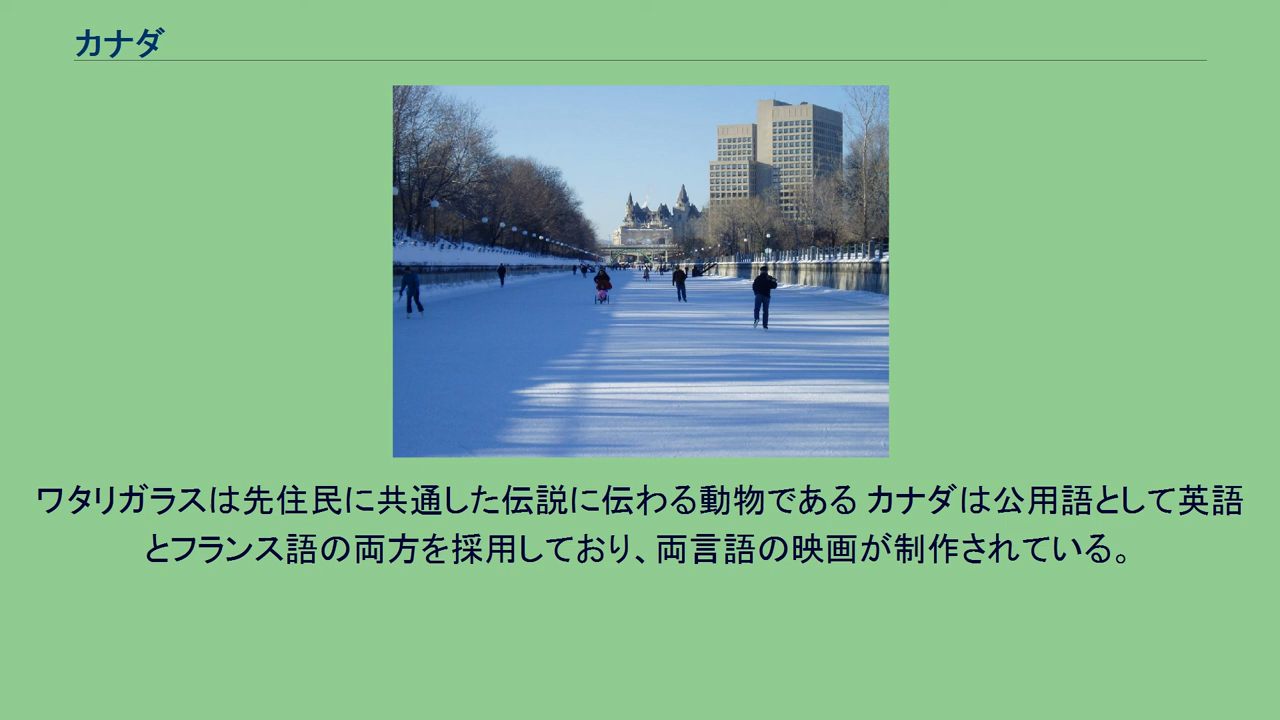 カナダ
ワタリガラスは先住民に共通した伝説に伝わる動物である カナダは公用語として英語
とフランス語の両方を採用しており、両言語の映画が制作されている。